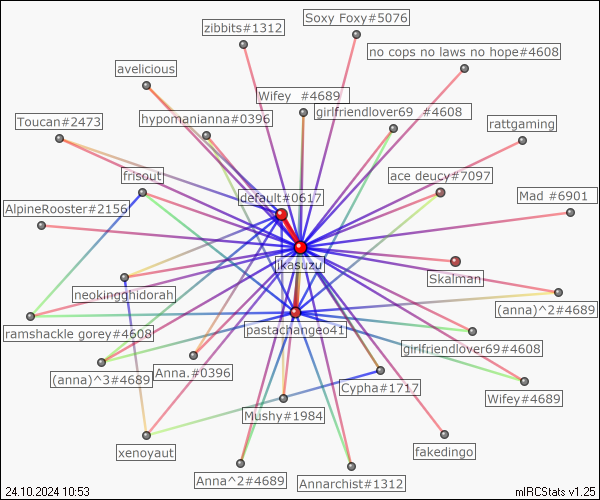 Soxy Foxy#5076
zibbits#1312
no cops no laws no hope#4608
avelicious
Wifey  #4689
girlfriendlover69  #4608
Toucan#2473
hypomanianna#0396
rattgaming
frisout
ace deucy#7097
default#0617
Mad  #6901
AlpineRooster#2156
jkasuzu
Skalman
neokingghidorah
(anna)^2#4689
pastachangeo41
ramshackle gorey#4608
girlfriendlover69#4608
Anna.#0396
(anna)^3#4689
Cypha#1717
Wifey#4689
Mushy#1984
xenoyaut
fakedingo
Anna^2#4689
Annarchist#1312
24.10.2024 10:53
mIRCStats v1.25